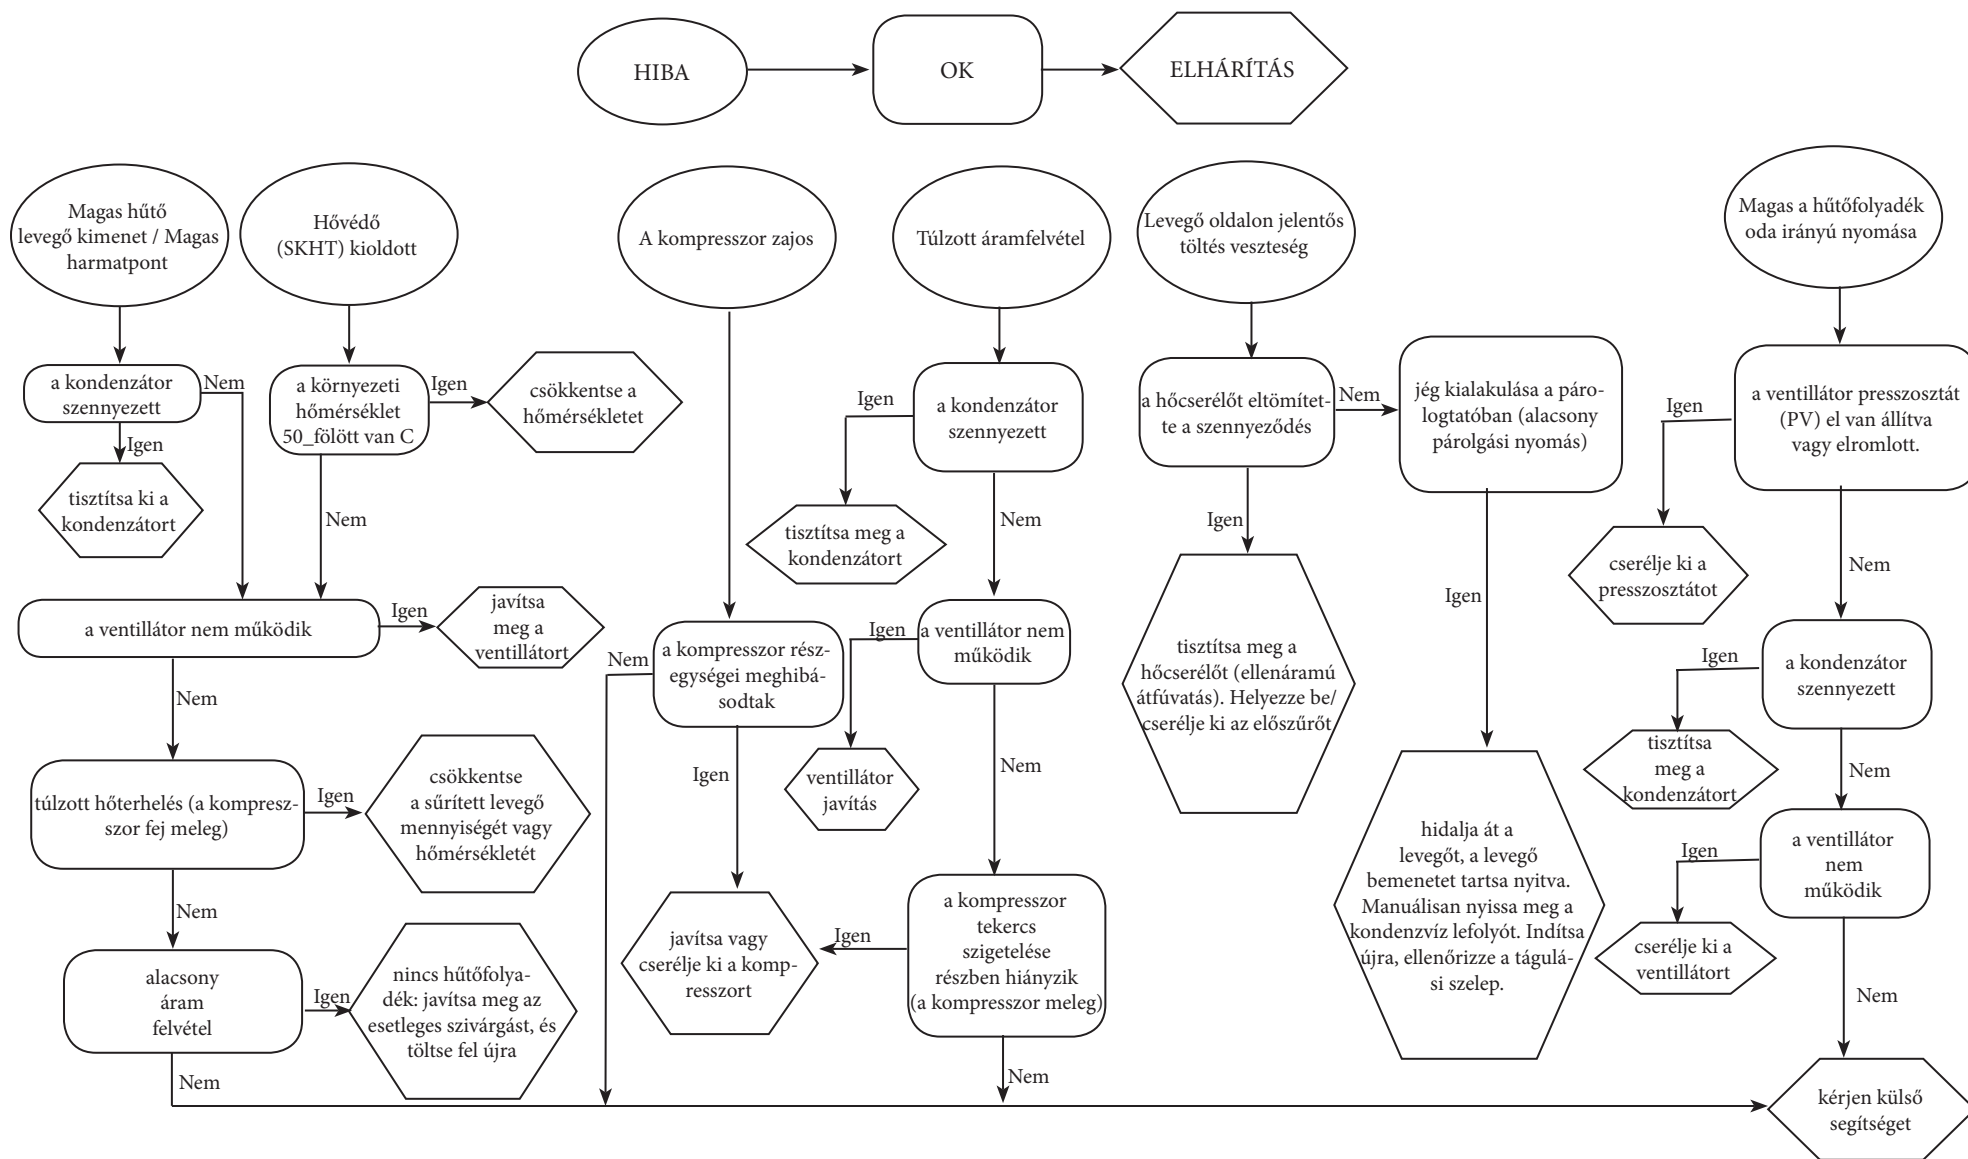 HIBA
OK
ELHÁRÍTÁS
Magas hűtő
levegő kimenet / Magas
harmatpont
Hővédő
(SKHT) kioldott
A kompresszor zajos
Túlzott áramfelvétel
Levegő oldalon jelentős
töltés veszteség
Magas a hűtőfolyadék
oda irányú nyomása
a kondenzátor
szennyezett
Nem
Igen
tisztítsa ki a
kondenzátort
a környezeti
hőmérséklet
50_fölött van C
Igen
csökkentse a
hőmérsékletet
Nem
a ventillátor nem működik
Igen
javítsa
meg a
ventillátort
Nem
túlzott hőterhelés (a kompresz-
szor fej meleg)
Igen
csökkentse
a sűrített levegő
mennyiségét vagy
hőmérsékletét
Nem
alacsony
áram
felvétel
Igen
nincs hűtőfolya-
dék: javítsa meg az
esetleges szivárgást, és
töltse fel újra
Nem
a kompresszor rész-
egységei meghibá-
sodtak
Nem
Igen
javítsa vagy
cserélje ki a komp-
resszort
a kondenzátor
szennyezett
Igen
tisztítsa meg a
kondenzátort
Nem
a ventillátor nem
működik
Igen
ventillátor
javítás
Nem
a kompresszor
tekercs
szigetelése
részben hiányzik
(a kompresszor meleg)
Igen
Nem
a hőcserélőt eltömítet-
te a szennyeződés
Nem
Igen
tisztítsa meg a
hőcserélőt (ellenáramú
átfúvatás). Helyezze be/
cserélje ki az előszűrőt
jég kialakulása a páro-
logtatóban (alacsony
párolgási nyomás)
Igen
hidalja át a
levegőt, a levegő
bemenetet tartsa nyitva.
Manuálisan nyissa meg a
kondenzvíz lefolyót. Indítsa
újra, ellenőrizze a tágulá-
si szelep.
a ventillátor presszosztát
(PV) el van állítva
vagy elromlott.
Igen
cserélje ki a
presszosztátot
Nem
a kondenzátor
szennyezett
Igen
tisztítsa
meg a
kondenzátort
Nem
a ventillátor
nem
működik
Igen
cserélje ki a
ventillátort
Nem
kérjen külső
segítséget